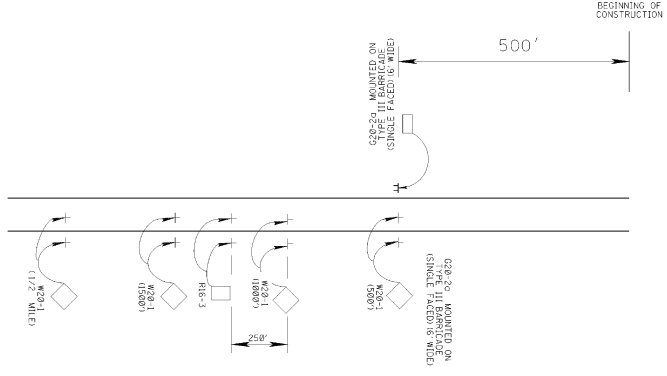 BEGINNING OF
CONSTRUCTION
500'
G20-2a MOUNTED ON
TYPE III BARRICADE
(SINGLE FACED)(6' WIDE)
W20-1
(1/2 MILE)
W20-1
(1500')
R16-3
W20-1
(1000')
250'
W20-1
(500')
G20-2a MOUNTED ON
TYPE III BARRICADE
(SINGLE FACED)(6' WIDE)